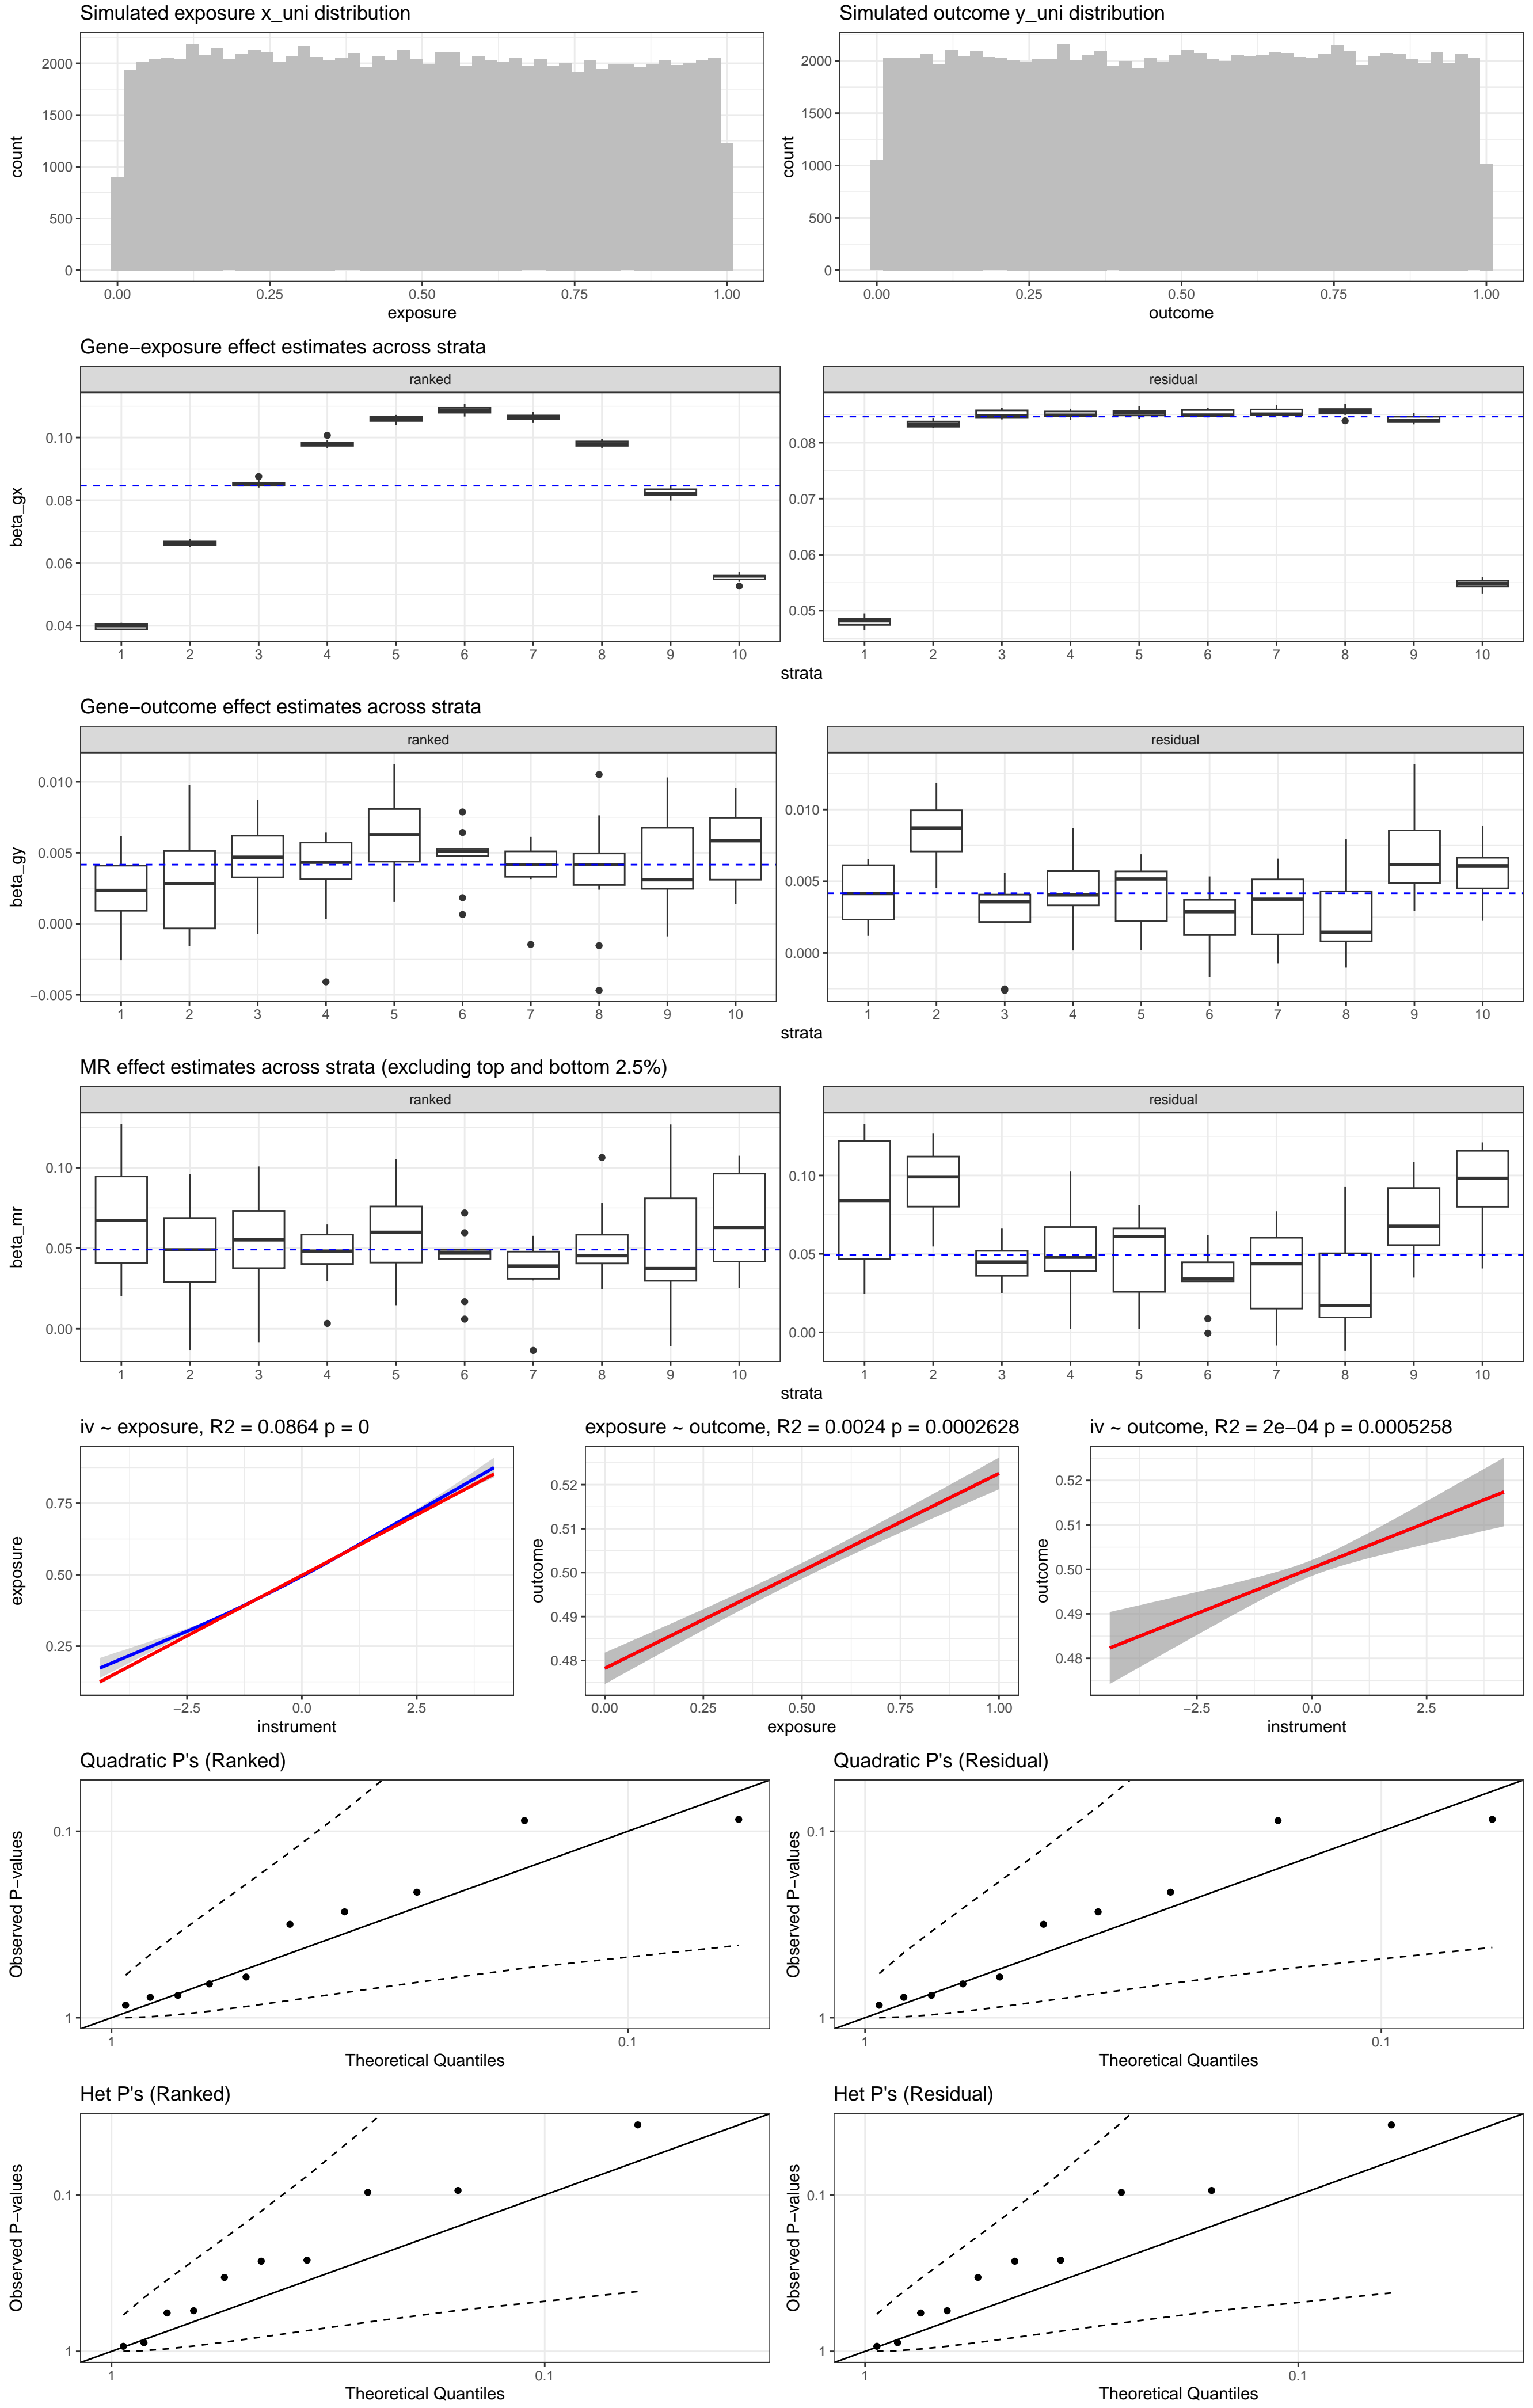 Simulated exposure x_uni distribution
Simulated outcome y_uni distribution
count
2000
1500
1000
500
0
0.00 0.25 0.50 0.75 1.00
exposure
count
2000
1500
1000
500
0
0.00 0.25 0.50 0.75 1.00
outcome
Gene−exposure effect estimates across strata
ranked
residual
beta_gx
0.10
0.08
0.06
0.04
1 2 3 4 5 6 7 8 9 10
0.08
0.07
0.06
0.05
1 2 3 4 5 6 7 8 9 10
strata
Gene−outcome effect estimates across strata
ranked
residual
beta_gy
0.010
0.005
0.000
−0.005
1 2 3 4 5 6 7 8 9 10
0.010
0.005
0.000
1 2 3 4 5 6 7 8 9 10
strata
MR effect estimates across strata (excluding top and bottom 2.5%)
ranked
residual
beta_mr
0.10
0.05
0.00
1 2 3 4 5 6 7 8 9 10
0.10
0.05
0.00
1 2 3 4 5 6 7 8 9 10
strata
iv ~ exposure, R2 = 0.0864 p = 0
exposure
0.75
0.50
0.25
−2.5 0.0 2.5
instrument
exposure ~ outcome, R2 = 0.0024 p = 0.0002628
outcome
0.52
0.51
0.50
0.49
0.48
0.00 0.25 0.50 0.75 1.00
exposure
iv ~ outcome, R2 = 2e−04 p = 0.0005258
outcome
0.52
0.51
0.50
0.49
0.48
−2.5 0.0 2.5
instrument
Quadratic P's (Ranked)
Observed P−values
0.1
1
1 0.1
Theoretical Quantiles
Quadratic P's (Residual)
Observed P−values
0.1
1
1 0.1
Theoretical Quantiles
Het P's (Ranked)
Observed P−values
0.1
1
1 0.1
Theoretical Quantiles
Het P's (Residual)
Observed P−values
0.1
1
1 0.1
Theoretical Quantiles